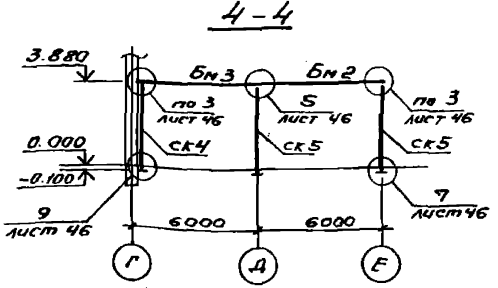 4-4
3.880
Бм3
Бм2
по 3
лист 46
5
лист 46
по 3
лист 46
0.000
ск4
ск5
ск5
-0.100
9
лист 46
7
лист 46
6000
6000
Г
Д
Е